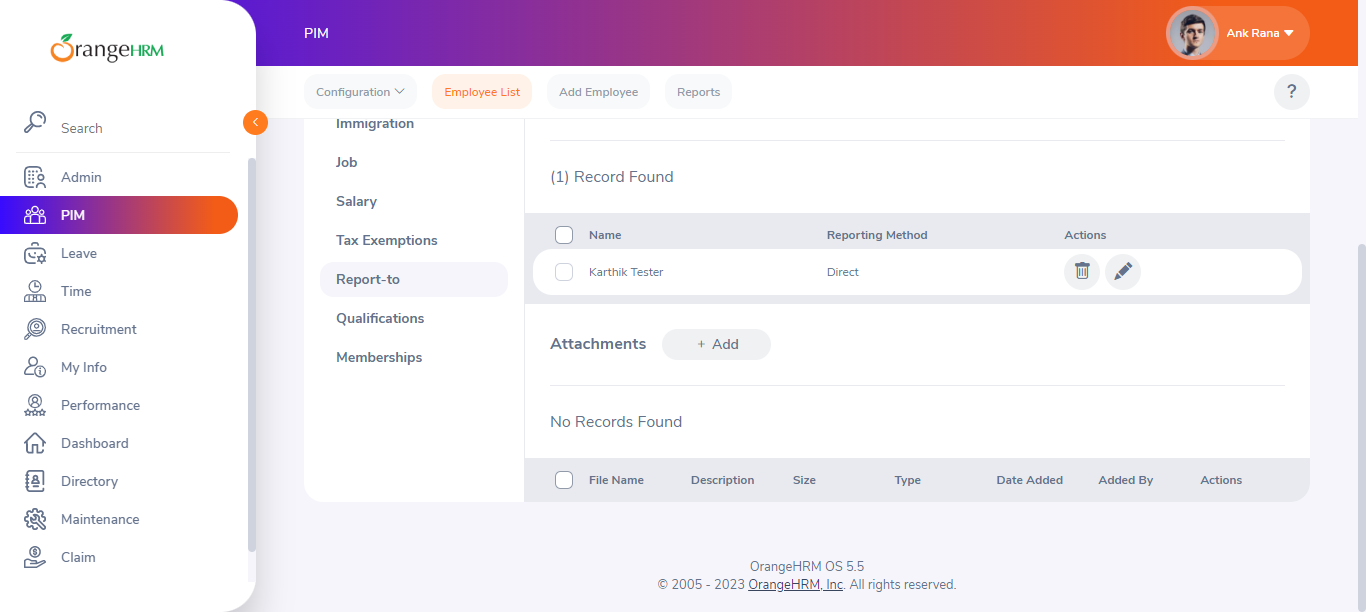 OrangeHRM
PIM
Ank Rana
Search
Configuration
Employee List
Add Employee
Reports
?
Admin
PIM
Leave
Time
Recruitment
My Info
Performance
Dashboard
Directory
Maintenance
Claim
Immigration
Job
Salary
Tax Exemptions
Report-to
Qualifications
Memberships
(1) Record Found
Name Reporting Method Actions
Karthik Tester Direct
Attachments + Add
No Records Found
File Name Description Size Type Date Added Added By Actions
OrangeHRM OS 5.5
© 2005 - 2023 OrangeHRM, Inc. All rights reserved.